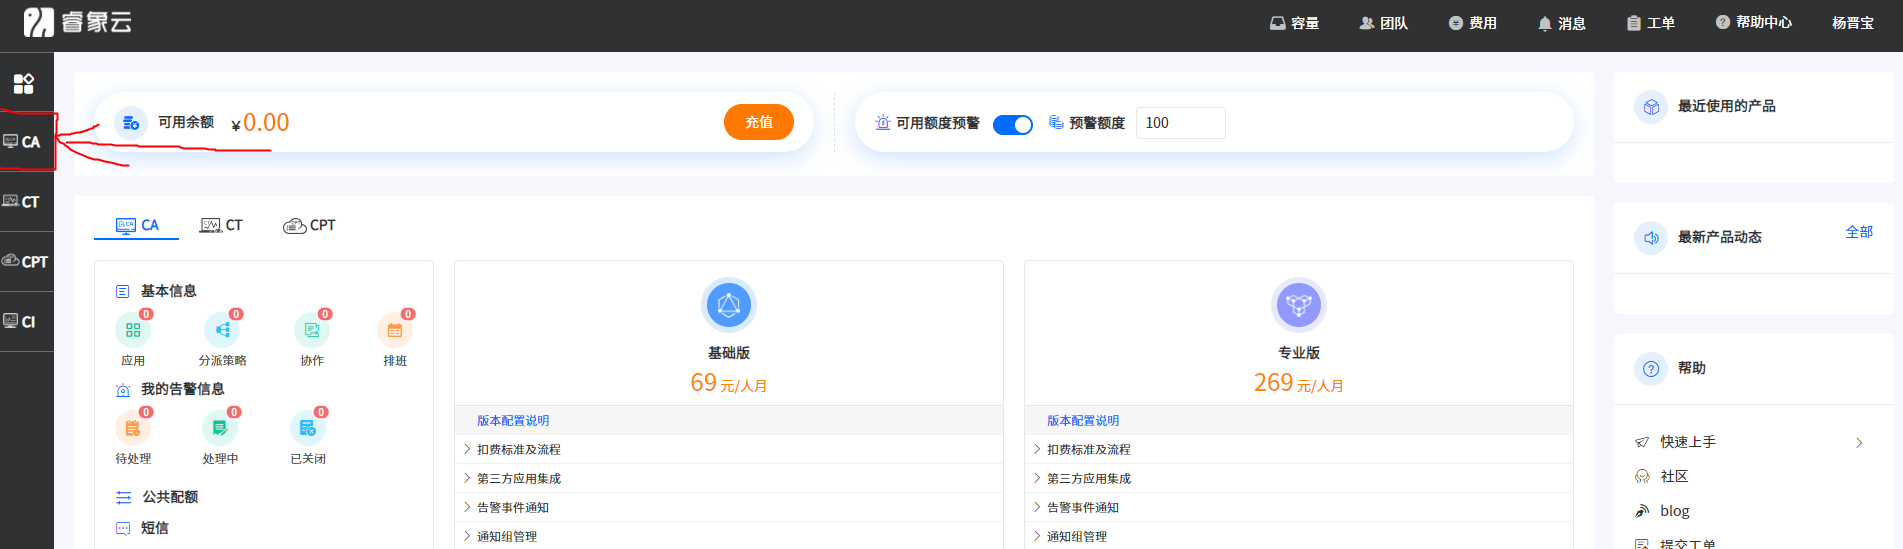 睿象云
容量 团队 费用 消息 工单 帮助中心 杨晋宝
CA
CT
CPT
CI
可用余额 ¥0.00 充值
可用额度预警 预警额度 100
CA CT CPT
基本信息
0 0 0 0
应用 分派策略 协作 排班
我的告警信息
0 0 0
待处理 处理中 已关闭
公共配额
短信
基础版
69 元/人月
版本配置说明
扣费标准及流程
第三方应用集成
告警事件通知
通知组管理
专业版
269 元/人月
版本配置说明
扣费标准及流程
第三方应用集成
告警事件通知
通知组管理
最近使用的产品
最新产品动态 全部
帮助
快速上手
社区
blog
提交工单